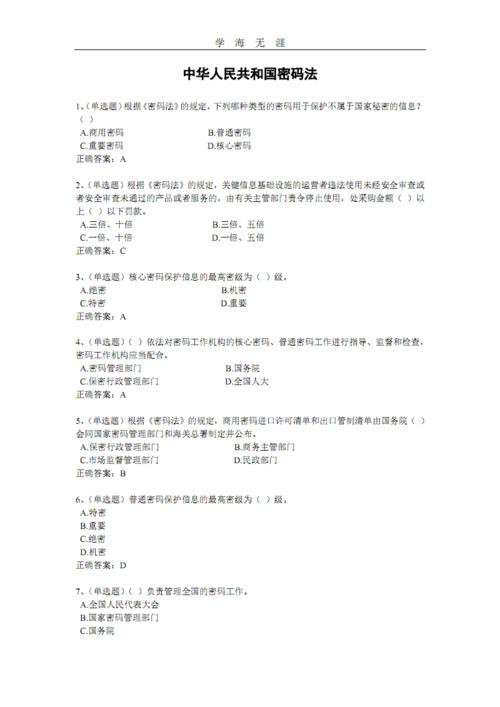 学 海 无 涯
中华人民共和国密码法
1、（单选题）根据《密码法》的规定，下列哪种类型的密码用于保护不属于国家秘密的信息？
（ ）
A.商用密码 B.普通密码
C.重要密码 D.核心密码
正确答案：A
2、（单选题）根据《密码法》的规定，关键信息基础设施的运营者违法使用未经安全审查或
者安全审查未通过的产品或者服务的，由有关主管部门责令停止使用，处采购金额（ ）以
上（ ）以下罚款。
A.三倍、十倍 B.三倍、五倍
C.一倍、十倍 D.一倍、五倍
正确答案：C
3、（单选题）核心密码保护信息的最高密级为（ ）级。
A.绝密 B.机密
C.特密 D.重要
正确答案：A
4、（单选题）（ ）依法对密码工作机构的核心密码、普通密码工作进行指导、监督和检查，
密码工作机构应当配合。
A.密码管理部门 B.国务院
C.保密行政管理部门 D.全国人大
正确答案：A
5、（单选题）根据《密码法》的规定，商用密码进口许可清单和出口管制清单由国务院（ ）
会同国家密码管理部门和海关总署制定并公布。
A.保密行政管理部门 B.商务主管部门
C.市场监督管理部门 D.民政部门
正确答案：B
6、（单选题）普通密码保护信息的最高密级为（ ）级。
A.特密
B.重要
C.绝密
D.机密
正确答案：D
7、（单选题）（ ）负责管理全国的密码工作。
A.全国人民代表大会
B.国家密码管理部门
C.国务院